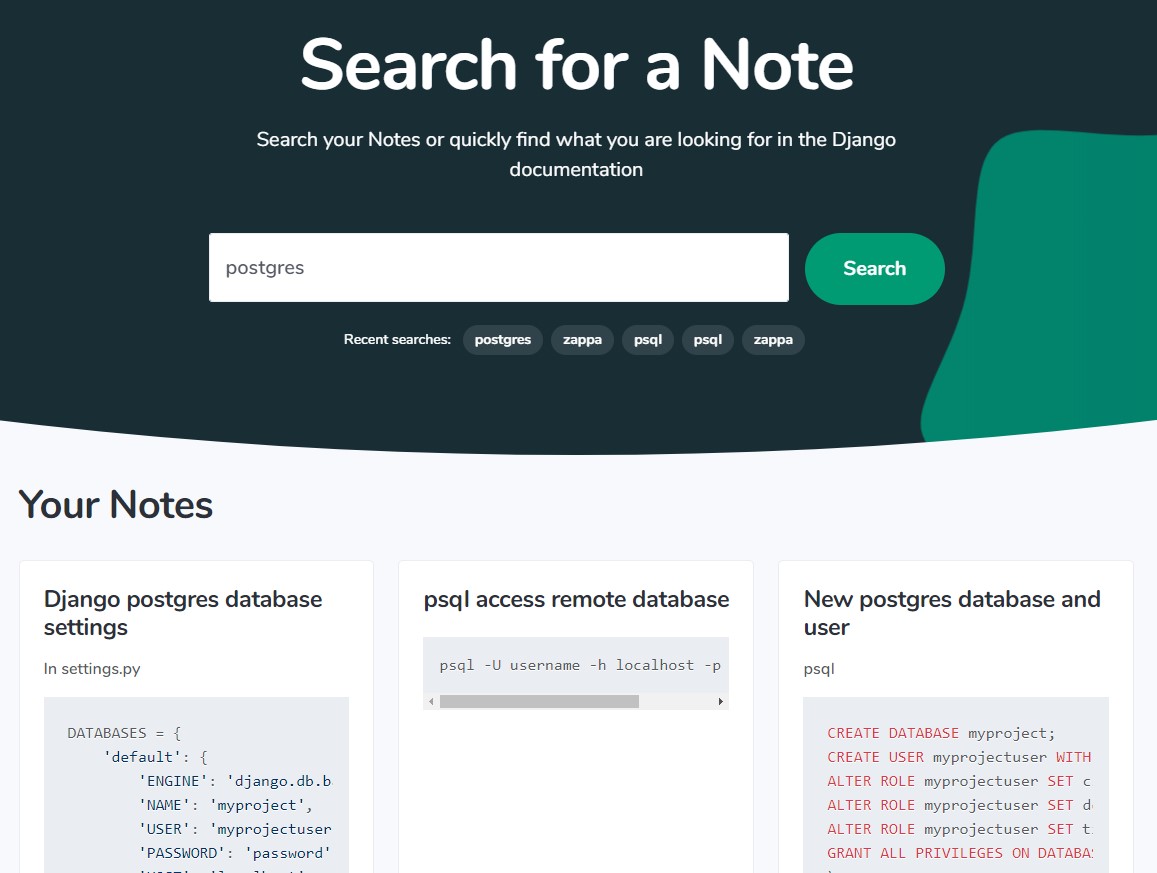 Search for a Note
Search your Notes or quickly find what you are looking for in the Django
documentation
postgres
Search
Recent searches: postgres zappa psql psql zappa
Your Notes
Django postgres database
settings
In settings.py
DATABASES = {
    'default': {
        'ENGINE': 'django.db.b
        'NAME': 'myproject',
        'USER': 'myprojectuser
        'PASSWORD': 'password'
psql access remote database
psql -U username -h localhost -p
New postgres database and
user
psql
CREATE DATABASE myproject;
CREATE USER myprojectuser WITH
ALTER ROLE myprojectuser SET c
ALTER ROLE myprojectuser SET d
ALTER ROLE myprojectuser SET t
GRANT ALL PRIVILEGES ON DATABA